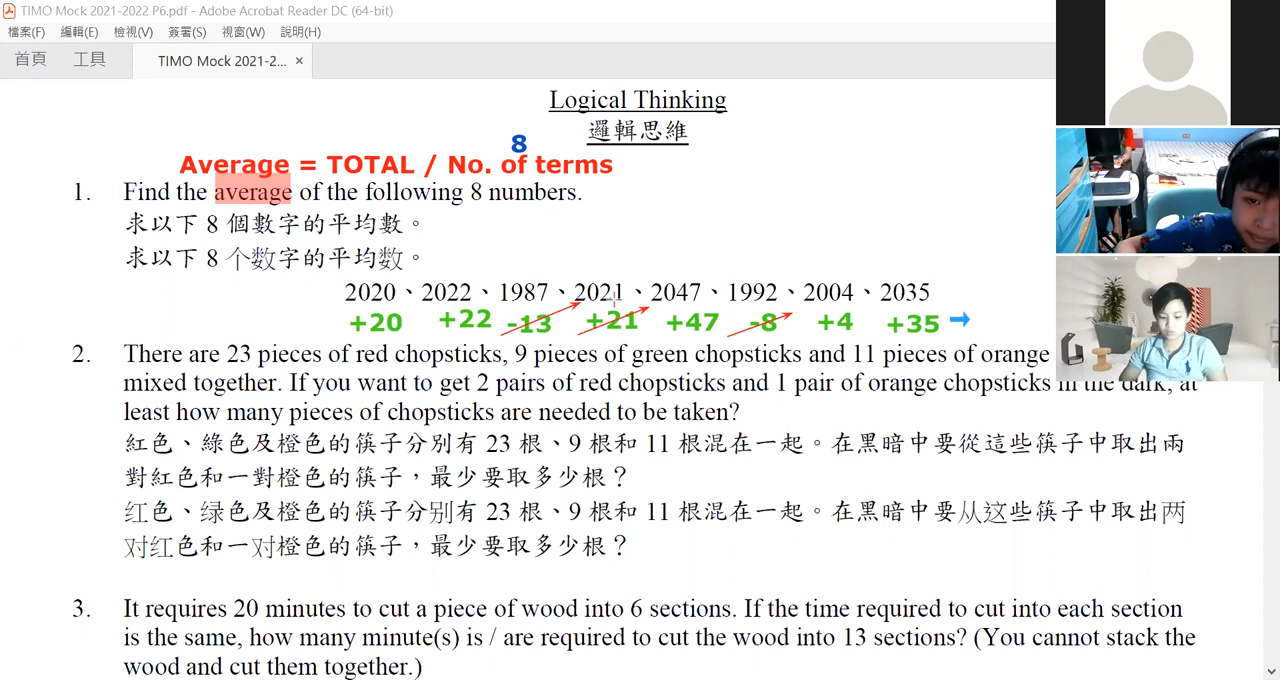 TIMO Mock 2021-2022 P6.pdf - Adobe Acrobat Reader DC (64-bit)
檔案(F) 編輯(E) 檢視(V) 簽署(S) 視窗(W) 說明(H)
首頁 工具 TIMO Mock 2021-2... ×
Logical Thinking
邏輯思維
8
Average = TOTAL / No. of terms
1. Find the average of the following 8 numbers.
求以下 8 個數字的平均數。
求以下 8 个数字的平均数。
2020、2022、1987、2021、2047、1992、2004、2035
+20 +22 -13 +21 +47 -8 +4 +35
2. There are 23 pieces of red chopsticks, 9 pieces of green chopsticks and 11 pieces of orange
mixed together. If you want to get 2 pairs of red chopsticks and 1 pair of orange chopsticks in the dark, at
least how many pieces of chopsticks are needed to be taken?
紅色、綠色及橙色的筷子分別有 23 根、9 根和 11 根混在一起。在黑暗中要從這些筷子中取出兩
對紅色和一對橙色的筷子，最少要取多少根？
红色、绿色及橙色的筷子分别有 23 根、9 根和 11 根混在一起。在黑暗中要从这些筷子中取出两
对红色和一对橙色的筷子，最少要取多少根？
3. It requires 20 minutes to cut a piece of wood into 6 sections. If the time required to cut into each section
is the same, how many minute(s) is / are required to cut the wood into 13 sections? (You cannot stack the
wood and cut them together.)